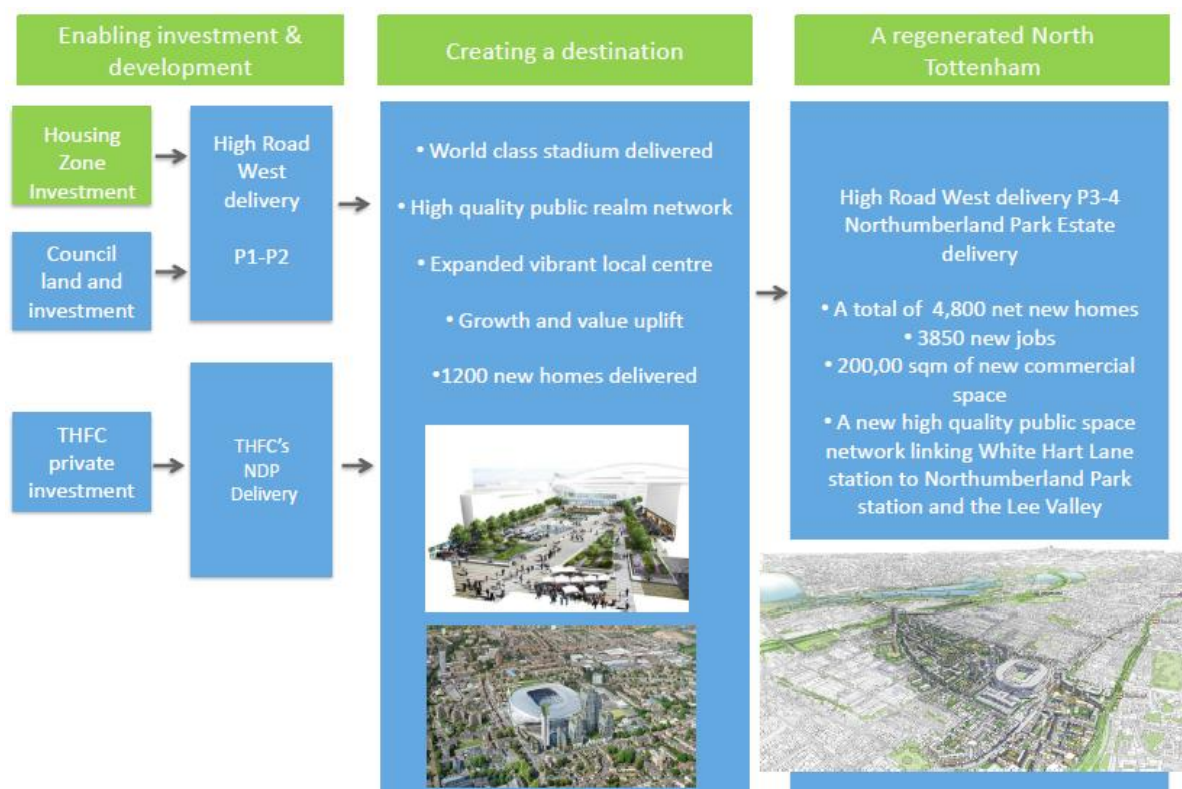 Enabling investment &
development
Creating a destination
A regenerated North
Tottenham
Housing
Zone
Investment
High Road
West
delivery
P1-P2
Council
land and
investment
THFC
private
investment
THFC's
NDP
Delivery
• World class stadium delivered
• High quality public realm network
• Expanded vibrant local centre
• Growth and value uplift
•1200 new homes delivered
High Road West delivery P3-4
Northumberland Park Estate
delivery
• A total of 4,800 net new homes
• 3850 new jobs
• 200,00 sqm of new commercial
space
• A new high quality public space
network linking White Hart Lane
station to Northumberland Park
station and the Lee Valley